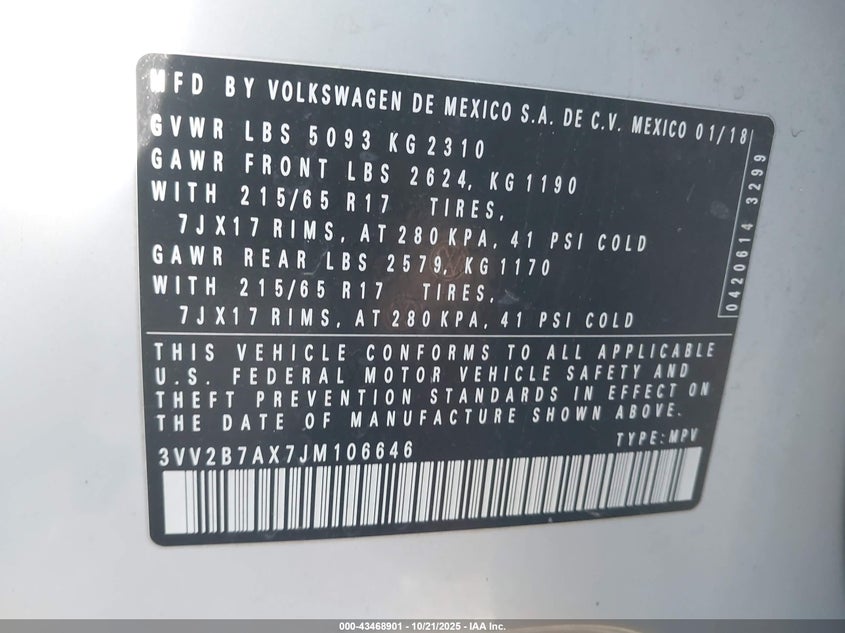 MFD BY VOLKSWAGEN DE MEXICO S.A. DE C.V. MEXICO 01/18
GVWR LBS 5093 KG 2310
GAWR FRONT LBS 2624, KG 1190
WITH 215/65 R17 TIRES,
7JX17 RIMS, AT 280 KPA, 41 PSI COLD
GAWR REAR LBS 2579, KG 1170
WITH 215/65 R17 TIRES,
7JX17 RIMS, AT 280 KPA, 41 PSI COLD
0420614 3299
THIS VEHICLE CONFORMS TO ALL APPLICABLE
U.S. FEDERAL MOTOR VEHICLE SAFETY AND
THEFT PREVENTION STANDARDS IN EFFECT ON
THE DATE OF MANUFACTURE SHOWN ABOVE.
3VV2B7AX7JM106646 TYPE: MPV
000-43468901 - 10/21/2025 - IAA Inc.